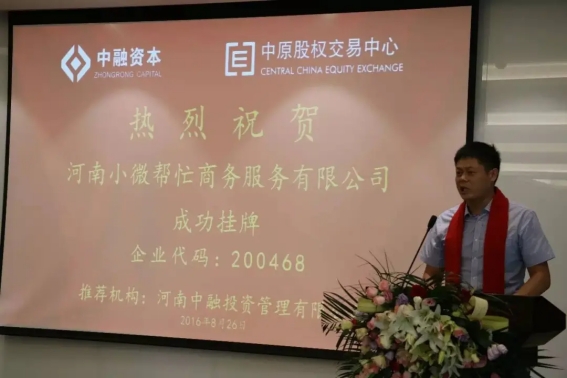 中融资本
ZHONGRONG CAPITAL
中原股权交易中心
CENTRAL CHINA EQUITY EXCHANGE
热烈祝贺
河南小微帮忙商务服务有限公司
成功挂牌
企业代码：200468
推荐机构：河南中融投资管理有限
2016年8月26日